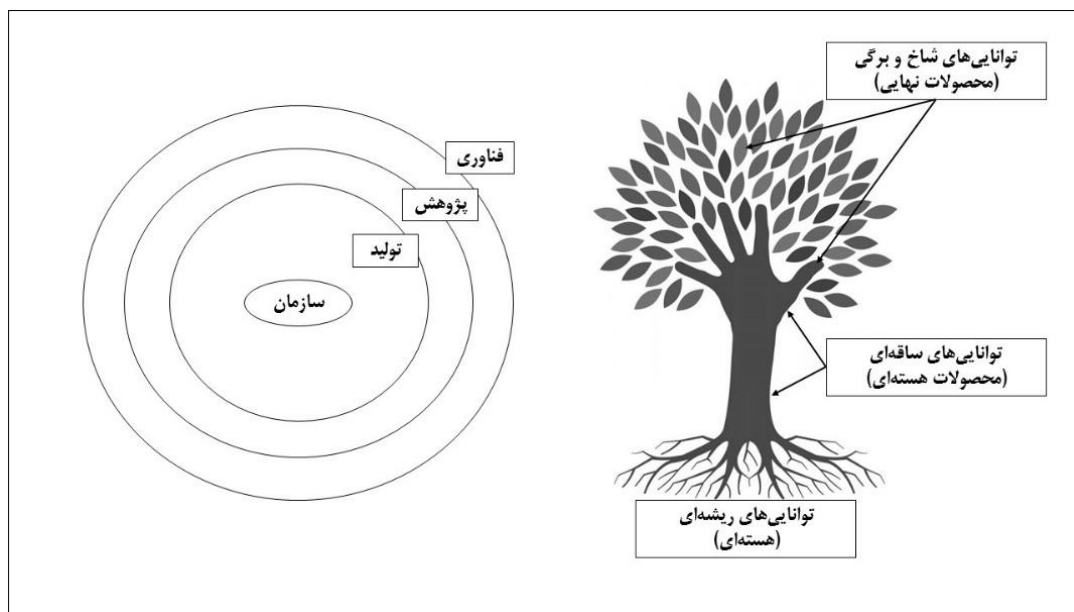 توانایی‌های شاخ و برگی
(محصولات نهایی)
توانایی‌های ساقه‌ای
(محصولات هسته‌ای)
توانایی‌های ریشه‌ای
(هسته‌ای)
فناوری
پژوهش
تولید
سازمان